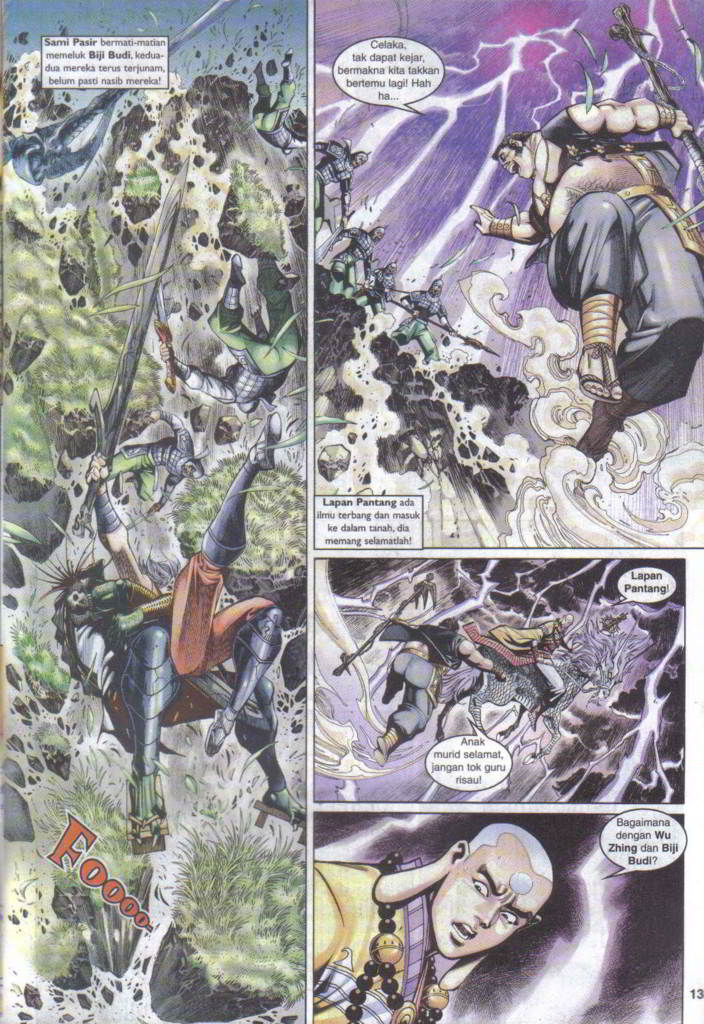 Sami Pasir bermati-matian
memeluk Biji Budi, kedua-
dua mereka terus terjunam,
belum pasti nasib mereka!
Foooo...
Celaka,
tak dapat kejar,
bermakna kita takkan
bertemu lagi! Hah
ha...
Lapan Pantang ada
ilmu terbang dan masuk
ke dalam tanah, dia
memang selamatlah!
Lapan
Pantang!
Anak
murid selamat,
jangan tok guru
risau!
Bagaimana
dengan Wu
Zhing dan Biji
Budi?
13